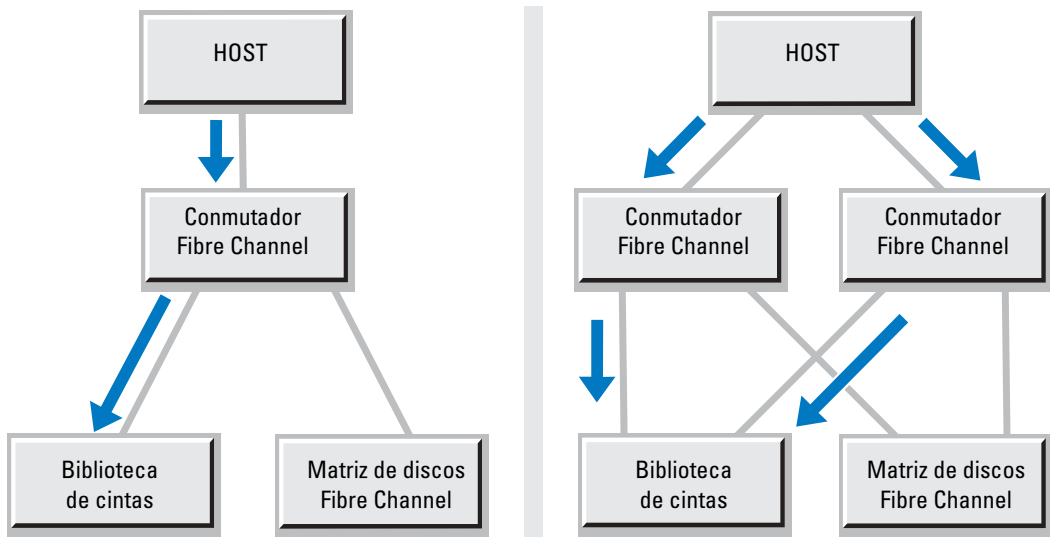 HOST
Conmutador
Fibre Channel
Biblioteca
de cintas
Matriz de discos
Fibre Channel
HOST
Conmutador
Fibre Channel
Conmutador
Fibre Channel
Biblioteca
de cintas
Matriz de discos
Fibre Channel